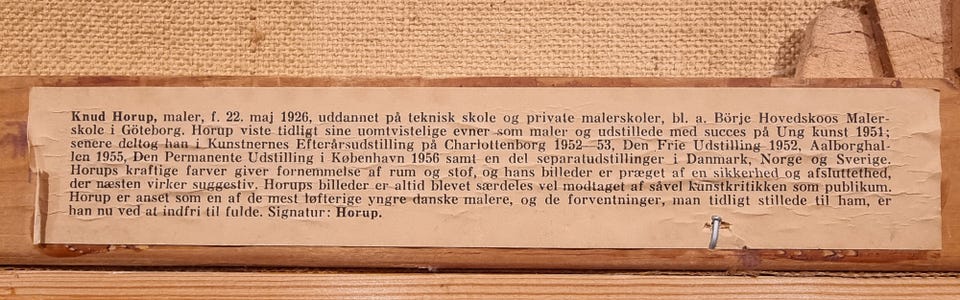 Knud Horup, maler, f. 22. maj 1926, uddannet på teknisk skole og private malerskoler, bl. a. Börje Hovedskoos Maler-
skole i Göteborg. Horup viste tidligt sine uomtvistelige evner som maler og udstillede med succes på Ung kunst 1951;
senere deltog han i Kunstnernes Efterårsudstilling på Charlottenborg 1952—53, Den Frie Udstilling 1952, Aalborghal-
len 1955, Den Permanente Udstilling i København 1956 samt en del separatudstillinger i Danmark, Norge og Sverige.
Horups kraftige farver giver fornemmelse af rum og stof, og hans billeder er præget af en sikkerhed og afsluttethed,
der næsten virker suggestiv. Horups billeder er altid blevet særdeles vel modtaget af såvel kunstkritikken som publikum.
Horup er anset som en af de mest løfterige yngre danske malere, og de forventninger, man tidligt stillede til ham, er
han nu ved at indfri til fulde. Signatur: Horup.